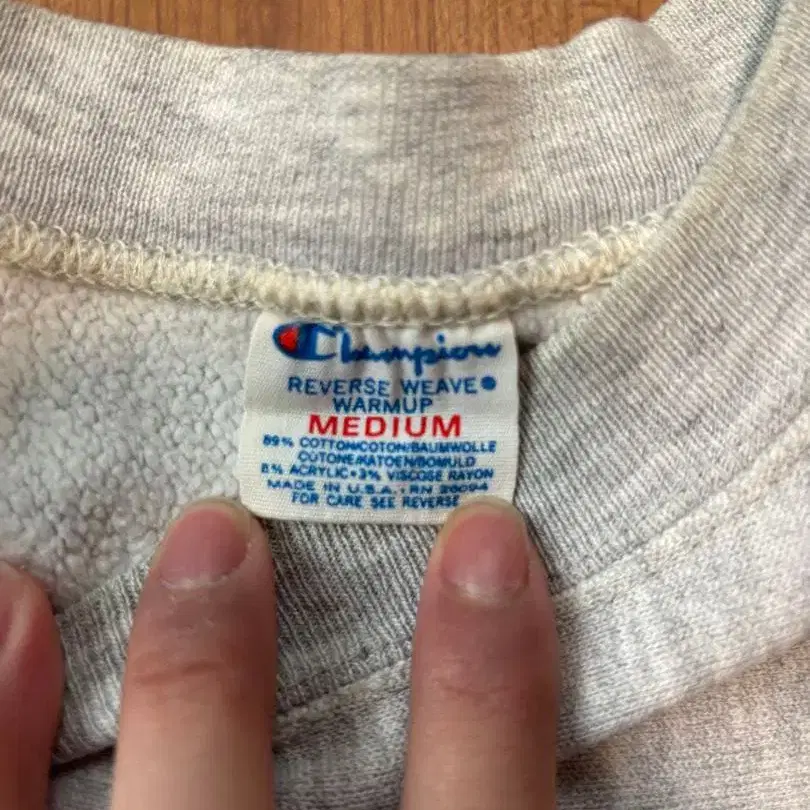 Champion
REVERSE WEAVE
WARMUP
MEDIUM
89% COTTON/COTON/BAUMWOLLE
COTONE/KATOEN/BOMULD
8% ACRYLIC • 3% VISCOSE RAYON
MADE IN U.S.A. • RN 26094
FOR CARE SEE REVERSE